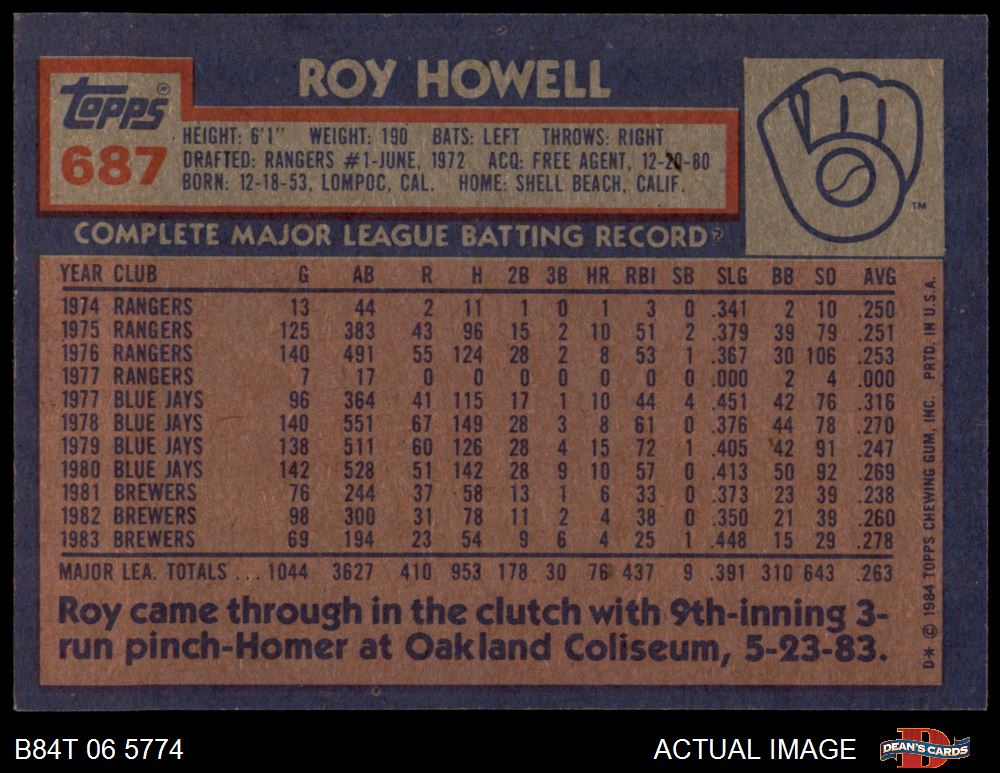 ROY HOWELL
Topps®
687
HEIGHT: 6'1" WEIGHT: 190 BATS: LEFT THROWS: RIGHT
DRAFTED: RANGERS #1-JUNE, 1972 ACQ: FREE AGENT, 12-20-80
BORN: 12-18-53, LOMPOC, CAL. HOME: SHELL BEACH, CALIF.
TM
COMPLETE MAJOR LEAGUE BATTING RECORD
YEAR CLUB G AB R H 2B 3B HR RBI SB SLG BB SO AVG
1974 RANGERS 13 44 2 11 1 0 1 3 0 .341 2 10 .250
1975 RANGERS 125 383 43 96 15 2 10 51 2 .379 39 79 .251
1976 RANGERS 140 491 55 124 28 2 8 53 1 .367 30 106 .253
1977 RANGERS 7 17 0 0 0 0 0 0 0 .000 2 4 .000
1977 BLUE JAYS 96 364 41 115 17 1 10 44 4 .451 42 76 .316
1978 BLUE JAYS 140 551 67 149 28 3 8 61 0 .376 44 78 .270
1979 BLUE JAYS 138 511 60 126 28 4 15 72 1 .405 42 91 .247
1980 BLUE JAYS 142 528 51 142 28 9 10 57 0 .413 50 92 .269
1981 BREWERS 76 244 37 58 13 1 6 33 0 .373 23 39 .238
1982 BREWERS 98 300 31 78 11 2 4 38 0 .350 21 39 .260
1983 BREWERS 69 194 23 54 9 6 4 25 1 .448 15 29 .278
MAJOR LEA. TOTALS ... 1044 3627 410 953 178 30 76 437 9 .391 310 643 .263
Roy came through in the clutch with 9th-inning 3-
run pinch-Homer at Oakland Coliseum, 5-23-83.
D* © 1984 TOPPS CHEWING GUM, INC. PRTD. IN U.S.A.
B84T 06 5774
ACTUAL IMAGE
DEAN'S CARDS